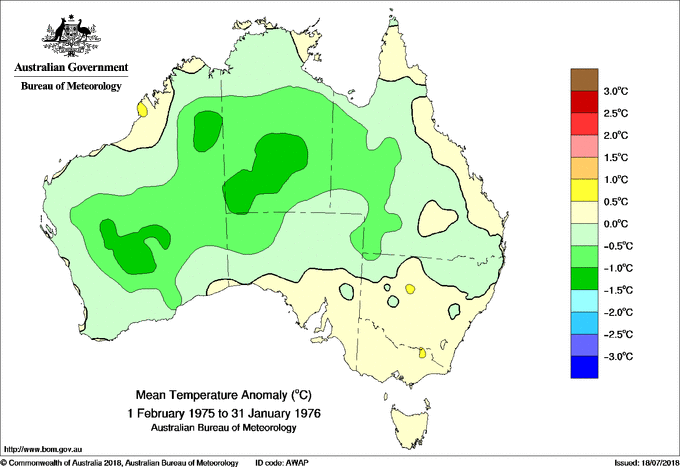 Australian Government
Bureau of Meteorology
3.0°C
2.5°C
2.0°C
1.5°C
1.0°C
0.5°C
0.0°C
-0.5°C
-1.0°C
-1.5°C
-2.0°C
-2.5°C
-3.0°C
Mean Temperature Anomaly (°C)
1 February 1975 to 31 January 1976
Australian Bureau of Meteorology
http://www.bom.gov.au
© Commonwealth of Australia 2018, Australian Bureau of Meteorology ID code: AWAP Issued: 18/07/2018